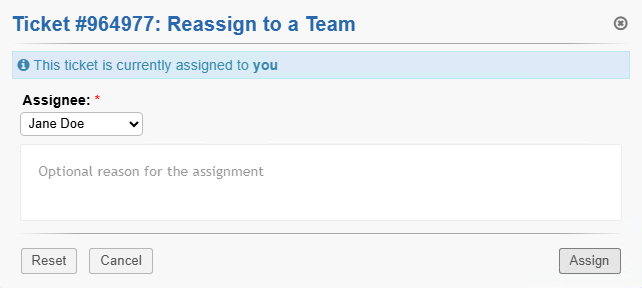 Ticket #964977: Reassign to a Team
This ticket is currently assigned to you
Assignee: *
Jane Doe
Optional reason for the assignment
Reset Cancel Assign